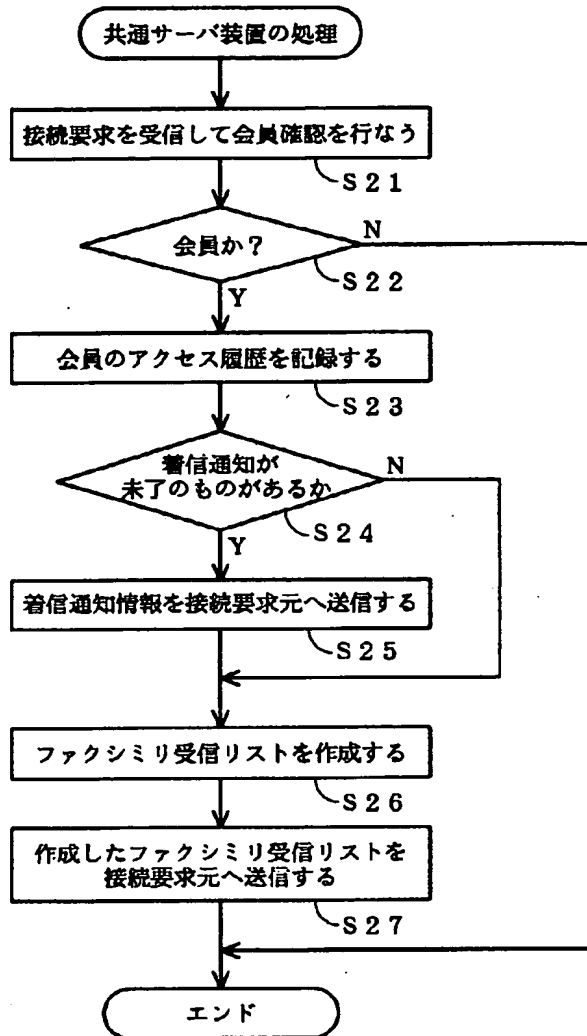 共通サーバ装置の処理
接続要求を受信して会員確認を行なう
S21
会員か？
N
S22
Y
会員のアクセス履歴を記録する
S23
着信通知が
未了のものがあるか
N
S24
Y
着信通知情報を接続要求元へ送信する
S25
ファクシミリ受信リストを作成する
S26
作成したファクシミリ受信リストを
接続要求元へ送信する
S27
エンド